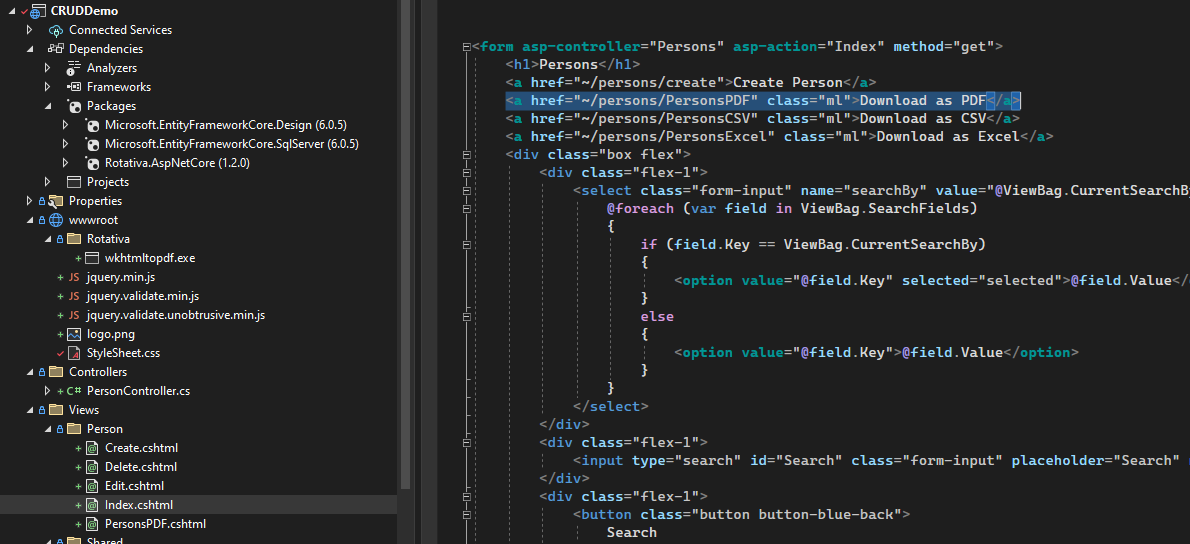 CRUDDemo
Connected Services
Dependencies
Analyzers
Frameworks
Packages
Microsoft.EntityFrameworkCore.Design (6.0.5)
Microsoft.EntityFrameworkCore.SqlServer (6.0.5)
Rotativa.AspNetCore (1.2.0)
Projects
Properties
wwwroot
Rotativa
wkhtmltopdf.exe
JS jquery.min.js
JS jquery.validate.min.js
JS jquery.validate.unobtrusive.min.js
logo.png
StyleSheet.css
Controllers
C# PersonController.cs
Views
Person
Create.cshtml
Delete.cshtml
Edit.cshtml
Index.cshtml
PersonsPDF.cshtml
Shared
<form asp-controller="Persons" asp-action="Index" method="get">
<h1>Persons</h1>
<a href="~/persons/create">Create Person</a>
<a href="~/persons/PersonsPDF" class="ml">Download as PDF</a>
<a href="~/persons/PersonsCSV" class="ml">Download as CSV</a>
<a href="~/persons/PersonsExcel" class="ml">Download as Excel</a>
<div class="box flex">
<div class="flex-1">
<select class="form-input" name="searchBy" value="@ViewBag.CurrentSearchBy
@foreach (var field in ViewBag.SearchFields)
{
if (field.Key == ViewBag.CurrentSearchBy)
{
<option value="@field.Key" selected="selected">@field.Value</
}
else
{
<option value="@field.Key">@field.Value</option>
}
}
</select>
</div>
<div class="flex-1">
<input type="search" id="Search" class="form-input" placeholder="Search"
</div>
<div class="flex-1">
<button class="button button-blue-back">
Search